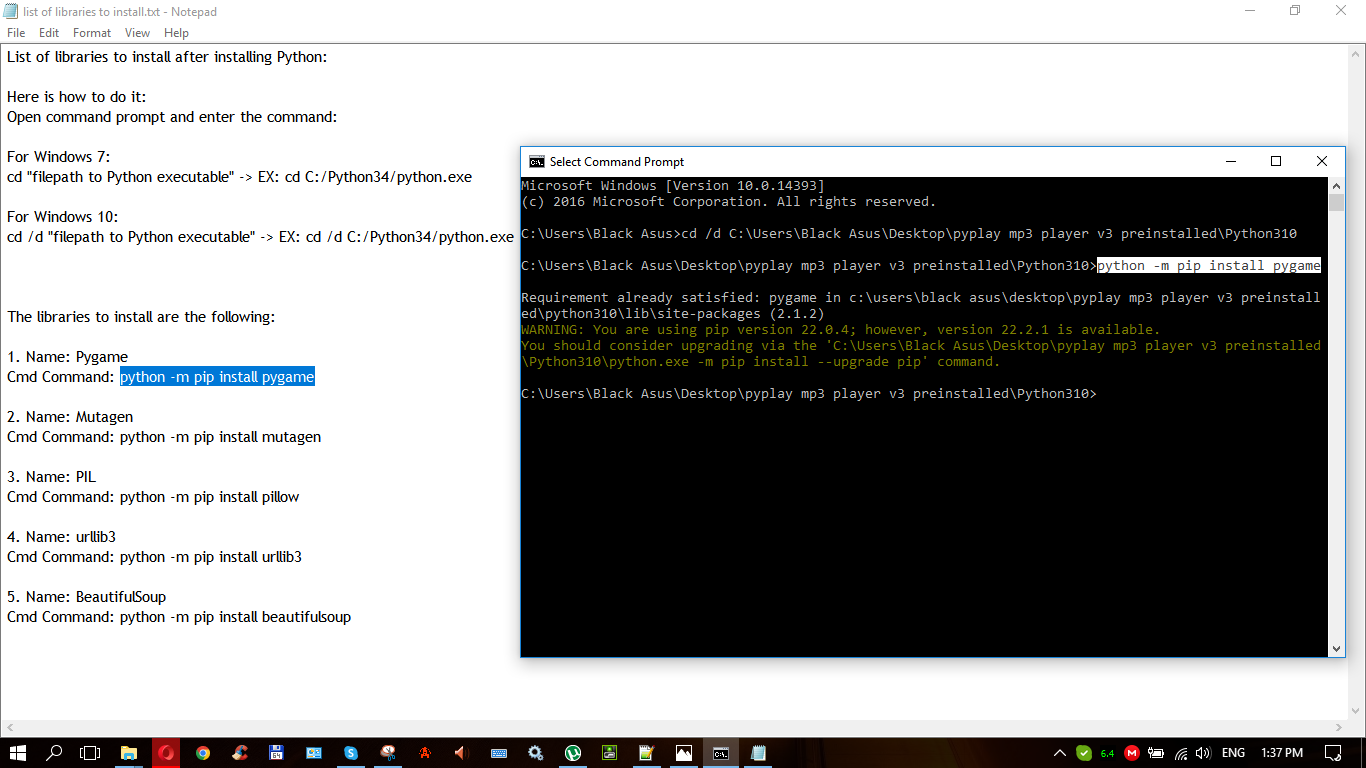 list of libraries to install.txt - Notepad
File Edit Format View Help
List of libraries to install after installing Python:
Here is how to do it:
Open command prompt and enter the command:
For Windows 7:
cd "filepath to Python executable" -> EX: cd C:/Python34/python.exe
For Windows 10:
cd /d "filepath to Python executable" -> EX: cd /d C:/Python34/python.exe
The libraries to install are the following:
1. Name: Pygame
Cmd Command: python -m pip install pygame
2. Name: Mutagen
Cmd Command: python -m pip install mutagen
3. Name: PIL
Cmd Command: python -m pip install pillow
4. Name: urllib3
Cmd Command: python -m pip install urllib3
5. Name: BeautifulSoup
Cmd Command: python -m pip install beautifulsoup
Select Command Prompt
Microsoft Windows [Version 10.0.14393]
(c) 2016 Microsoft Corporation. All rights reserved.
C:\Users\Black Asus>cd /d C:\Users\Black Asus\Desktop\pyplay mp3 player v3 preinstalled\Python310
C:\Users\Black Asus\Desktop\pyplay mp3 player v3 preinstalled\Python310>python -m pip install pygame
Requirement already satisfied: pygame in c:\users\black asus\desktop\pyplay mp3 player v3 preinstall
ed\python310\lib\site-packages (2.1.2)
WARNING: You are using pip version 22.0.4; however, version 22.2.1 is available.
You should consider upgrading via the 'C:\Users\Black Asus\Desktop\pyplay mp3 player v3 preinstalled
\Python310\python.exe -m pip install --upgrade pip' command.
C:\Users\Black Asus\Desktop\pyplay mp3 player v3 preinstalled\Python310>
64
6.4
ENG
1:37 PM